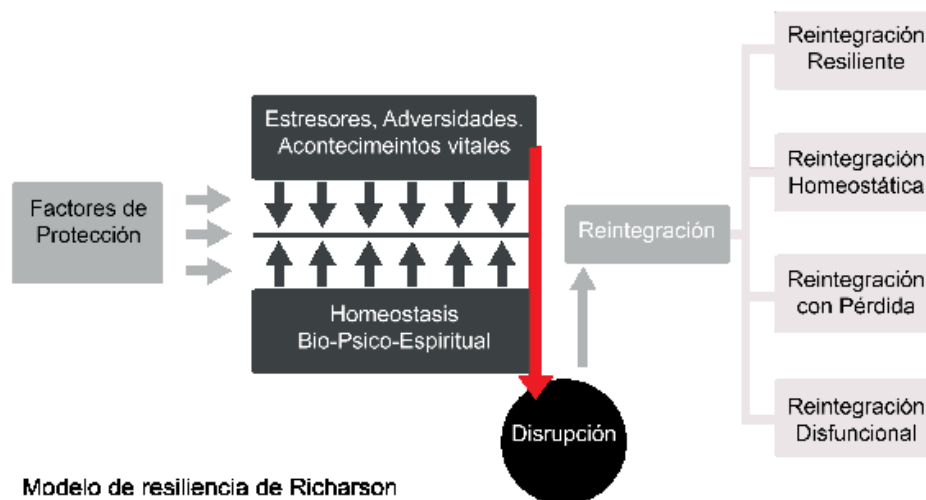 Factores de
Protección
Estresores, Adversidades.
Acontecimeintos vitales
Homeostasis
Bio-Psico-Espiritual
Disrupción
Reintegración
Reintegración
Resiliente
Reintegración
Homeostática
Reintegración
con Pérdida
Reintegración
Disfuncional
Modelo de resiliencia de Richarson